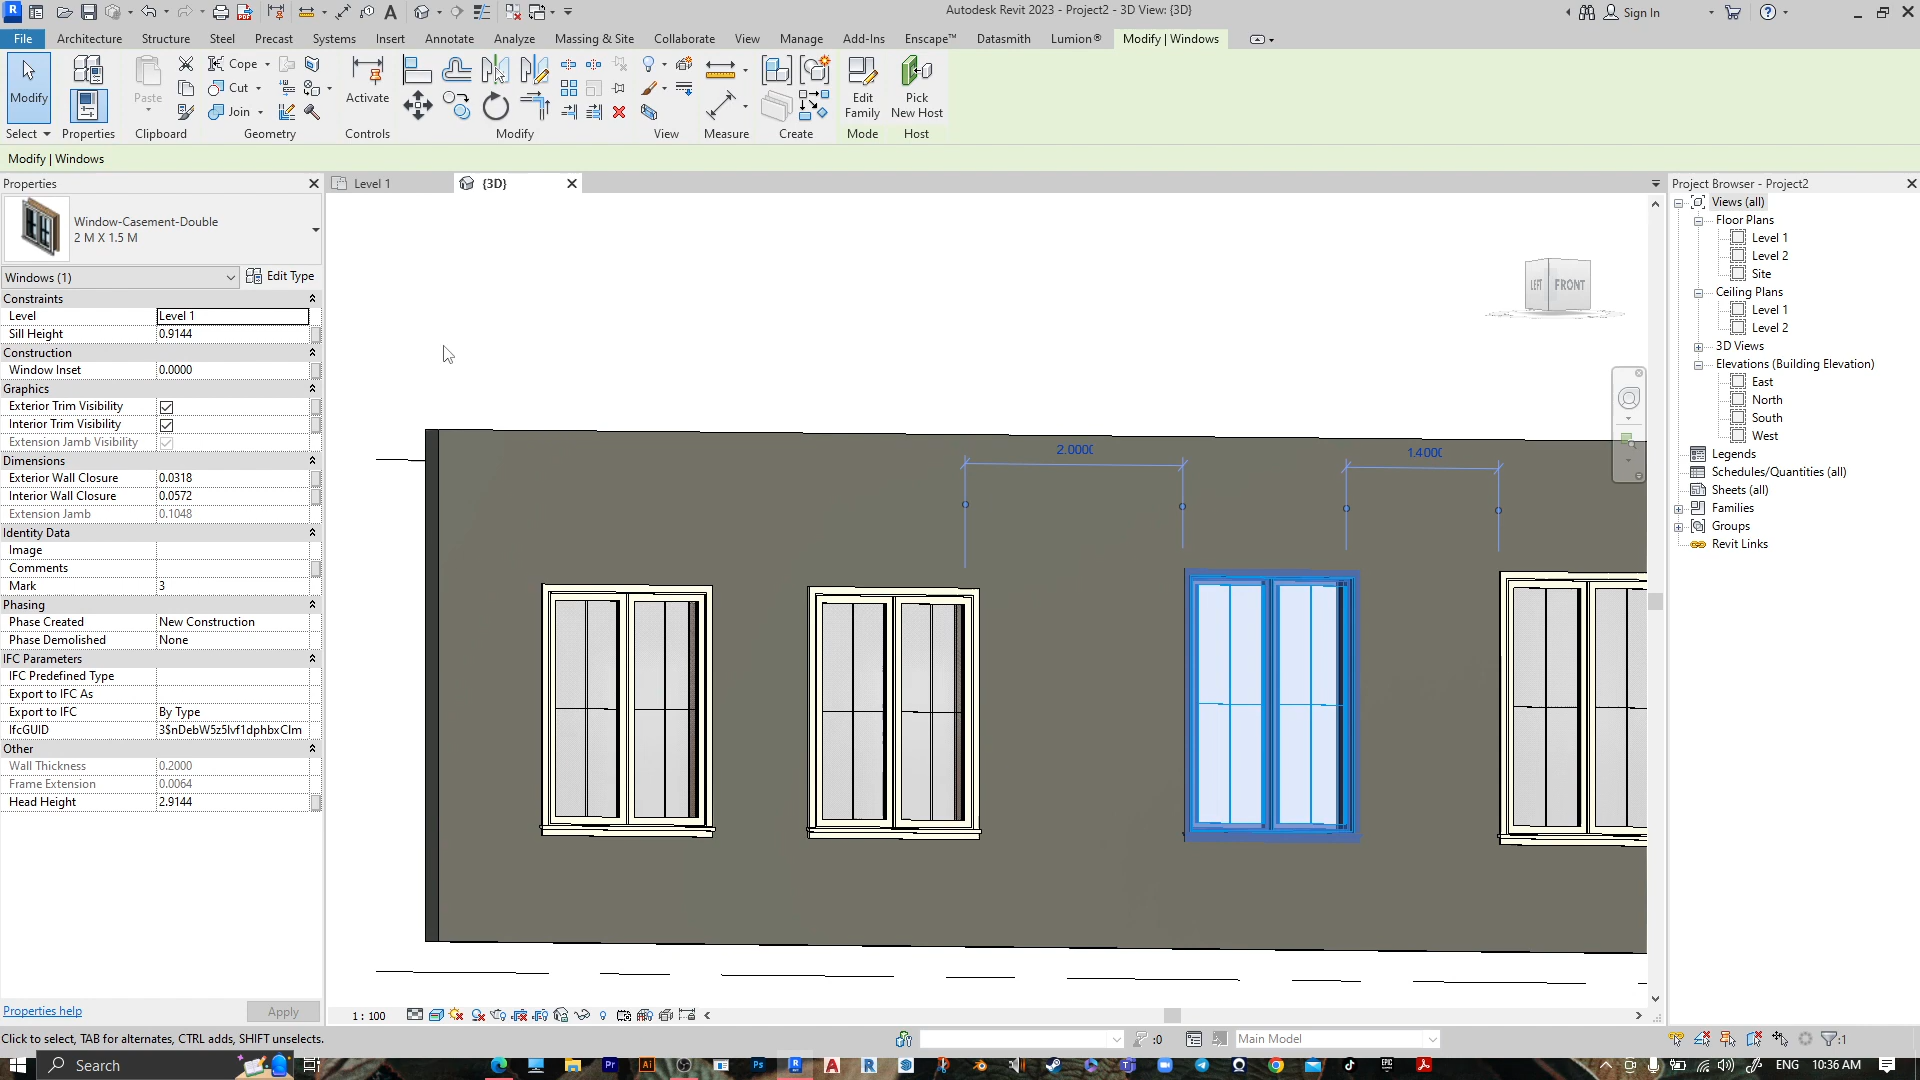 Autodesk Revit 2023 - Project2 - 3D View: {3D}
Sign In
File
Architecture
Structure
Steel
Precast
Systems
Insert
Annotate
Analyze
Massing & Site
Collaborate
View
Manage
Add-Ins
Enscape™
Datasmith
Lumion®
Modify | Windows
Modify
Paste
Cope
Cut
Join
Activate
Edit Family
Pick New Host
Select
Properties
Clipboard
Geometry
Controls
Modify
View
Measure
Create
Mode
Host
Modify | Windows
Properties
Level 1
{3D}
Project Browser - Project2
Window-Casement-Double
2 M X 1.5 M
Windows (1)
Edit Type
Constraints
Level Level 1
Sill Height 0.9144
Construction
Window Inset 0.0000
Graphics
Exterior Trim Visibility
Interior Trim Visibility
Extension Jamb Visibility
Dimensions
Exterior Wall Closure 0.0318
Interior Wall Closure 0.0572
Extension Jamb 0.1048
Identity Data
Image
Comments
Mark 3
Phasing
Phase Created New Construction
Phase Demolished None
IFC Parameters
IFC Predefined Type
Export to IFC As
Export to IFC By Type
IfcGUID 3$nDebW5z5lvf1dphbxClm
Other
Wall Thickness 0.2000
Frame Extension 0.0064
Head Height 2.9144
Properties help
Apply
LEFT FRONT
2.0000
1.4000
Views (all)
Floor Plans
Level 1
Level 2
Site
Ceiling Plans
Level 1
Level 2
3D Views
Elevations (Building Elevation)
East
North
South
West
Legends
Schedules/Quantities (all)
Sheets (all)
Families
Groups
Revit Links
1 : 100
Click to select, TAB for alternates, CTRL adds, SHIFT unselects.
:0
Main Model
:1
Search
ENG 10:36 AM